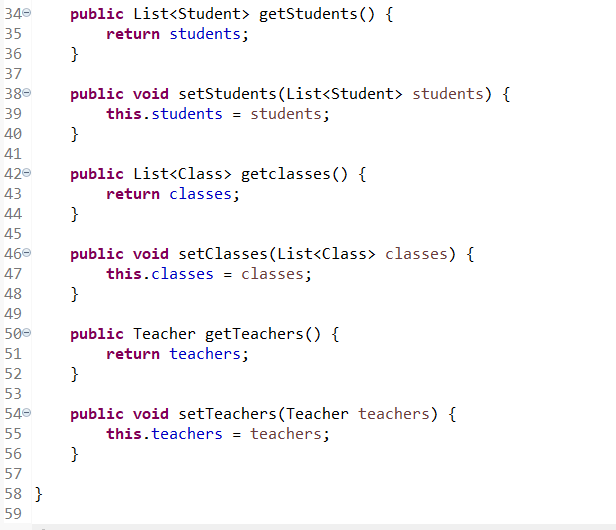 34 public List<Student> getStudents() {
35 return students;
36 }
37
38 public void setStudents(List<Student> students) {
39 this.students = students;
40 }
41
42 public List<Class> getclasses() {
43 return classes;
44 }
45
46 public void setClasses(List<Class> classes) {
47 this.classes = classes;
48 }
49
50 public Teacher getTeachers() {
51 return teachers;
52 }
53
54 public void setTeachers(Teacher teachers) {
55 this.teachers = teachers;
56 }
57
58 }
59